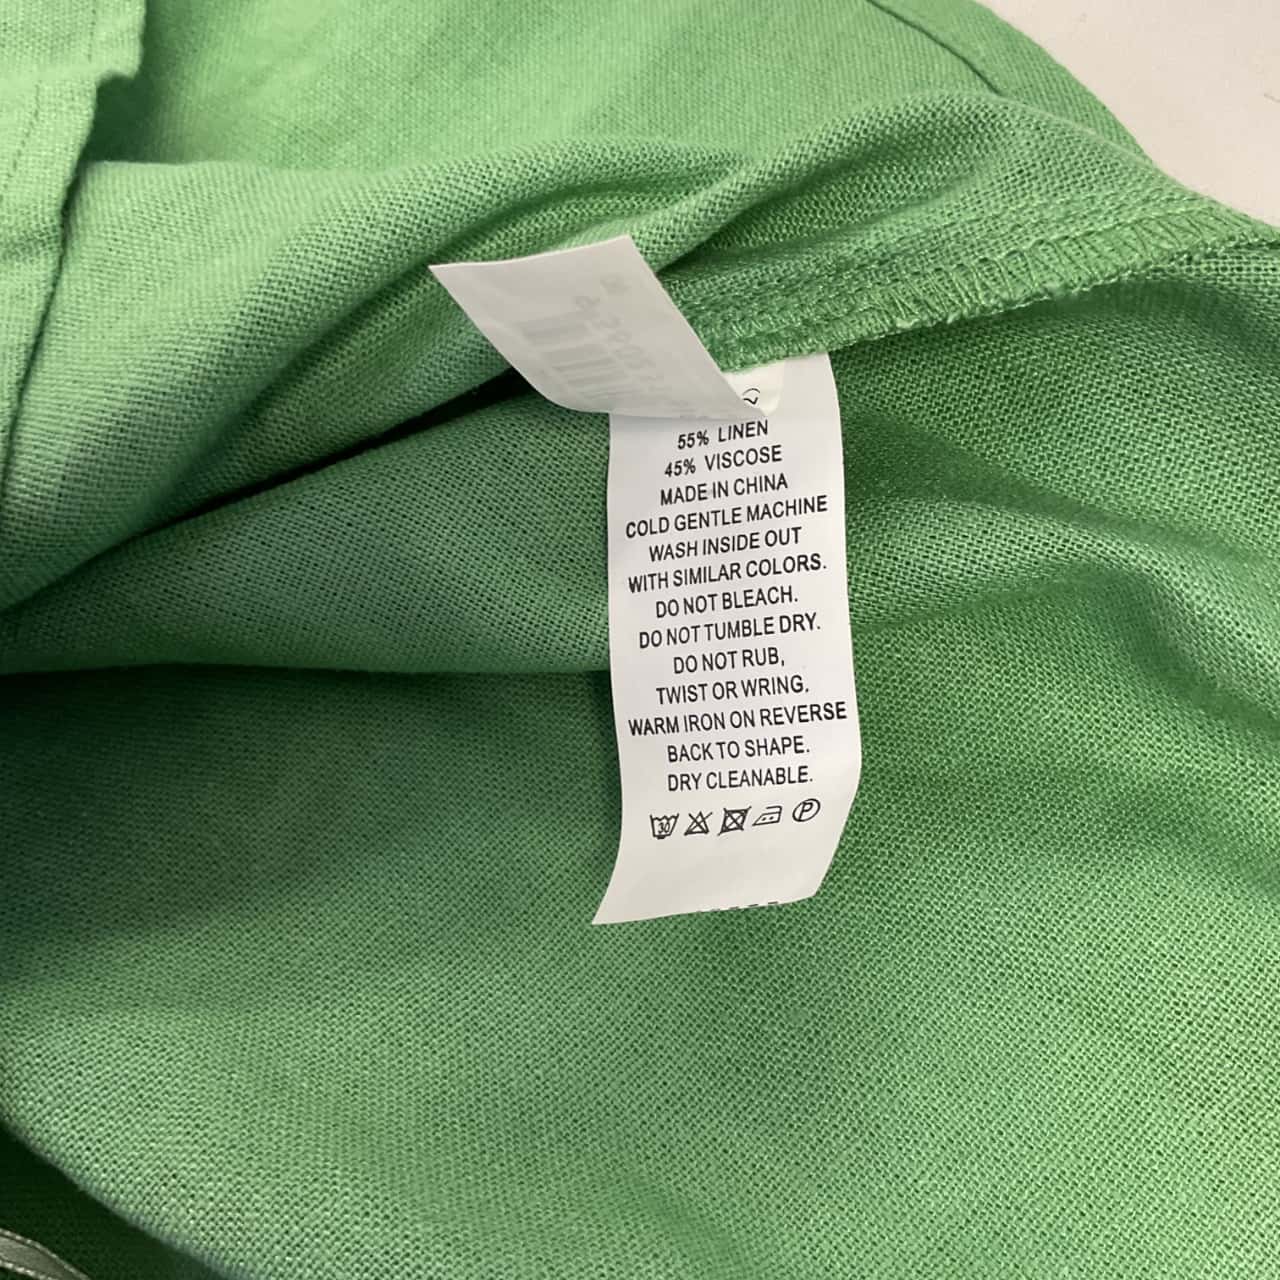 55% LINEN
45% VISCOSE
MADE IN CHINA
COLD GENTLE MACHINE
WASH INSIDE OUT
WITH SIMILAR COLORS.
DO NOT BLEACH.
DO NOT TUMBLE DRY.
DO NOT RUB,
TWIST OR WRING.
WARM IRON ON REVERSE
BACK TO SHAPE.
DRY CLEANABLE.
30 P